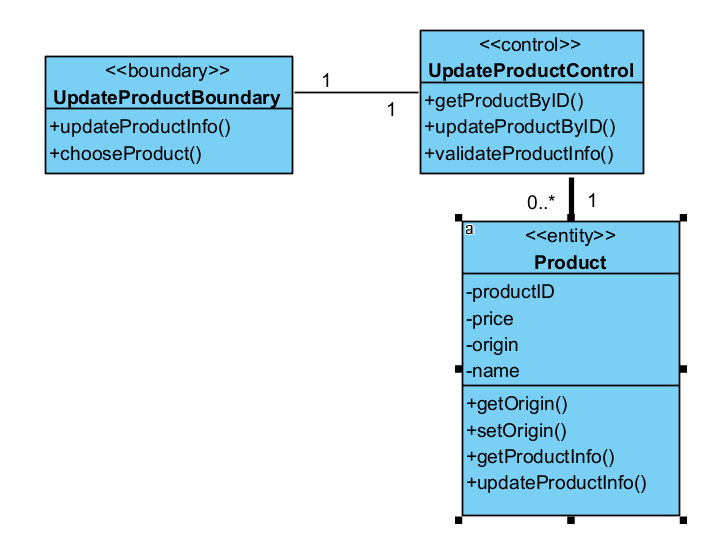 <<boundary>>
UpdateProductBoundary
+updateProductInfo()
+chooseProduct()
1
1
<<control>>
UpdateProductControl
+getProductByID()
+updateProductByID()
+validateProductInfo()
0..*
1
a
<<entity>>
Product
-productID
-price
-origin
-name
+getOrigin()
+setOrigin()
+getProductInfo()
+updateProductInfo()